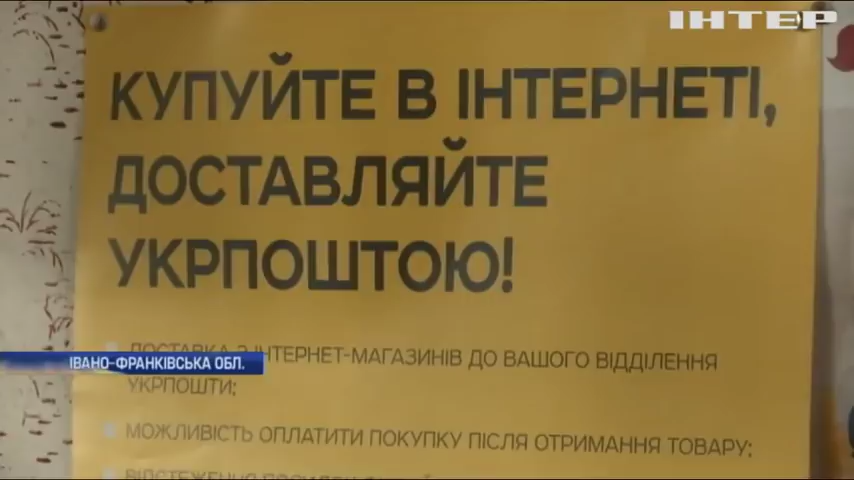 ІНТЕР
КУПУЙТЕ В ІНТЕРНЕТІ,
ДОСТАВЛЯЙТЕ
УКРПОШТОЮ!
ДОСТАВКА З ІНТЕРНЕТ-МАГАЗИНІВ ДО ВАШОГО ВІДДІЛЕННЯ
ІВАНО-ФРАНКІВСЬКА ОБЛ.
УКРПОШТИ;
МОЖЛИВІСТЬ ОПЛАТИТИ ПОКУПКУ ПІСЛЯ ОТРИМАННЯ ТОВАРУ;